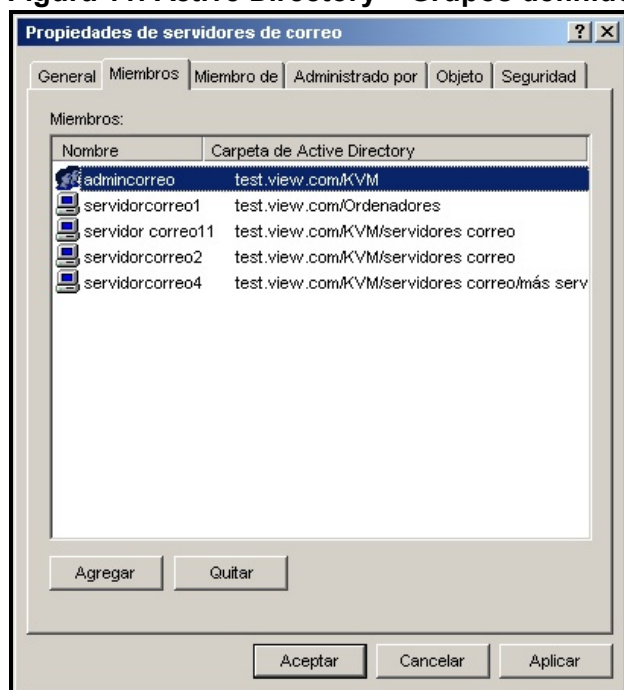 Propiedades de servidores de correo
General Miembros Miembro de Administrado por Objeto Seguridad
Miembros:
Nombre Carpeta de Active Directory
admincorreo test.view.com/KVM
servidorcorreo1 test.view.com/Ordenadores
servidor correo11 test.view.com/KVM/servidores correo
servidorcorreo2 test.view.com/KVM/servidores correo
servidorcorreo4 test.view.com/KVM/servidores correo/más serv
Agregar Quitar
Aceptar Cancelar Aplicar